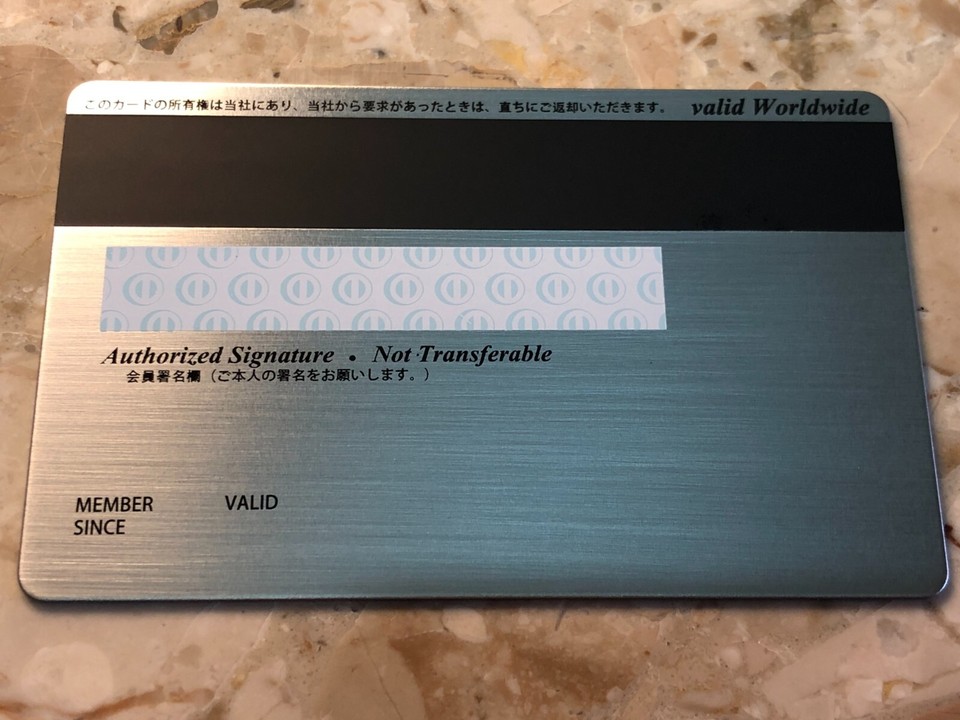 このカードの所有権は当社にあり、当社から要求があったときは、直ちにご返却いただきます。 valid Worldwide
Authorized Signature • Not Transferable
会員署名欄（ご本人の署名をお願いします。）
MEMBER VALID
SINCE